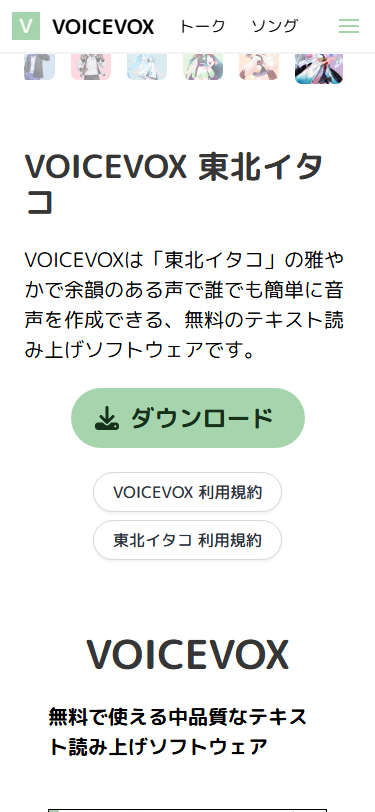 V VOICEVOX トーク ソング
VOICEVOX 東北イタ
コ
VOICEVOXは「東北イタコ」の雅や
かで余韻のある声で誰でも簡単に音
声を作成できる、無料のテキスト読
み上げソフトウェアです。
ダウンロード
VOICEVOX 利用規約
東北イタコ 利用規約
VOICEVOX
無料で使える中品質なテキス
ト読み上げソフトウェア